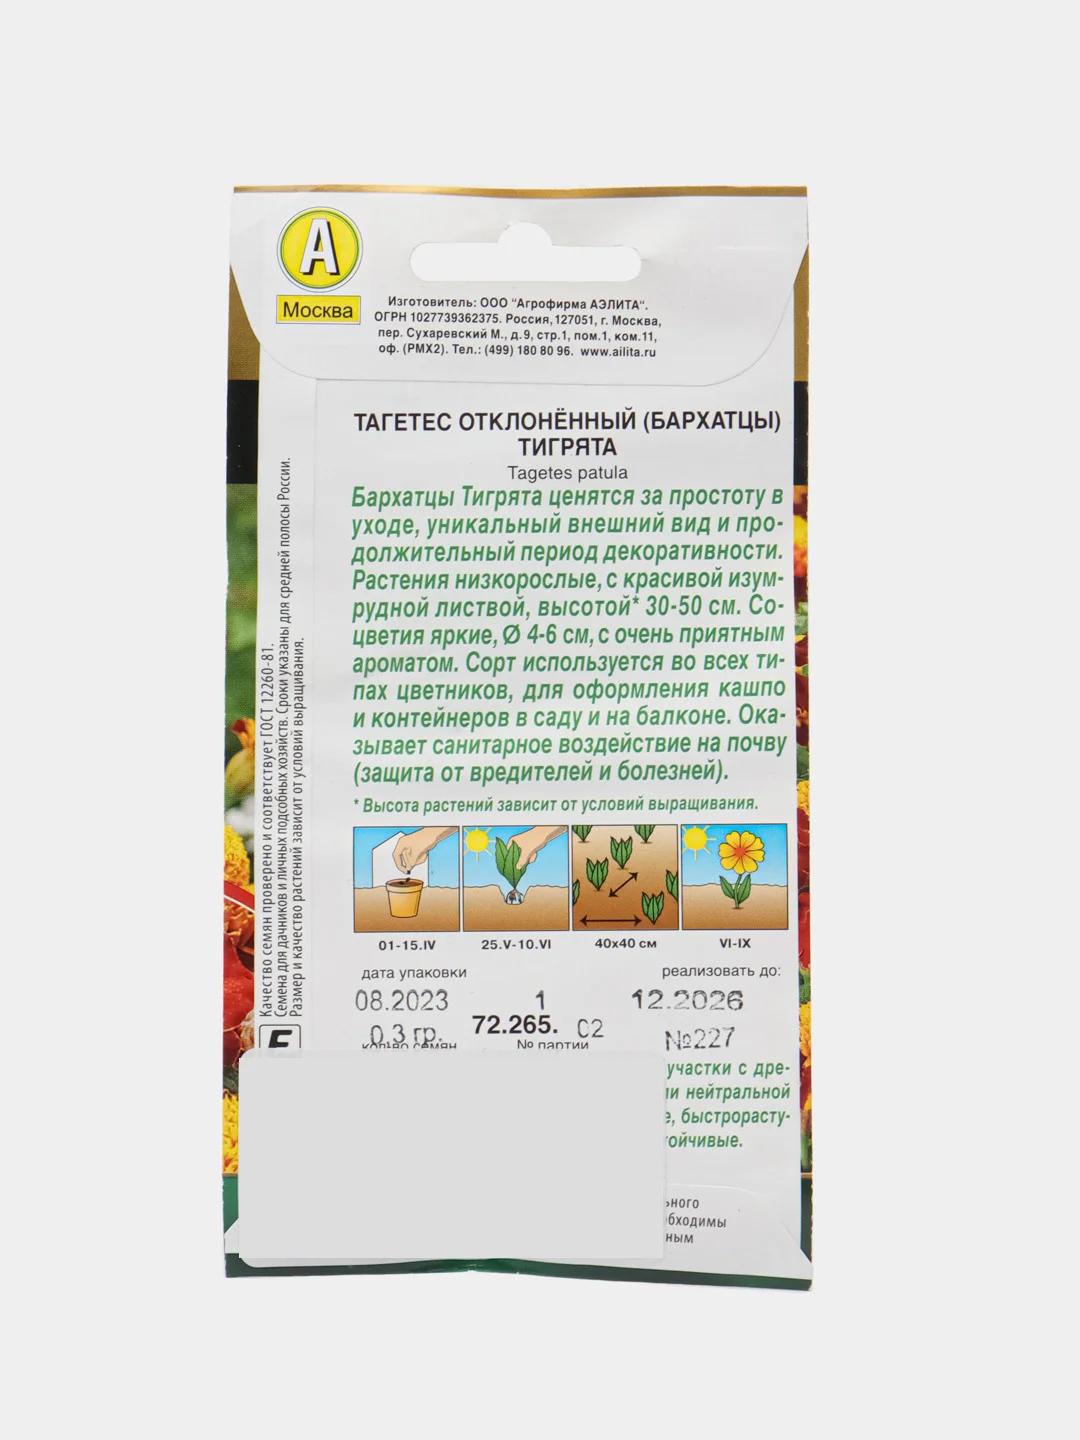 А
Москва
Изготовитель: ООО "Агрофирма АЭЛИТА".
ОГРН 1027739362375. Россия, 127051, г. Москва,
пер. Сухаревский М., д.9, стр.1, пом.1, ком.11,
оф. (РМХ2). Тел.: (499) 180 80 96. www.ailita.ru
ТАГЕТЕС ОТКЛОНЁННЫЙ (БАРХАТЦЫ)
ТИГРЯТА
Tagetes patula
Бархатцы Тигрята ценятся за простоту в
уходе, уникальный внешний вид и про-
должительный период декоративности.
Растения низкорослые, с красивой изум-
рудной листвой, высотой* 30-50 см. Со-
цветия яркие, Ø 4-6 см, с очень приятным
ароматом. Сорт используется во всех ти-
пах цветников, для оформления кашпо
и контейнеров в саду и на балконе. Ока-
зывает санитарное воздействие на почву
(защита от вредителей и болезней).
* Высота растений зависит от условий выращивания.
01-15.IV 25.V-10.VI 40x40 см VI-IX
дата упаковки реализовать до:
08.2023 1 12.2026
0,3 гр. 72.265. 02 №227
кол-во семян № партии
участки с дре-
ли нейтральной
е, быстрорасту-
тойчивые.
ьного
обходимы
ным
Качество семян проверено и соответствует ГОСТ 12260-81.
Семена для дачников и личных подсобных хозяйств. Сроки указаны для средней полосы России.
Размер и качество растений зависит от условий выращивания.